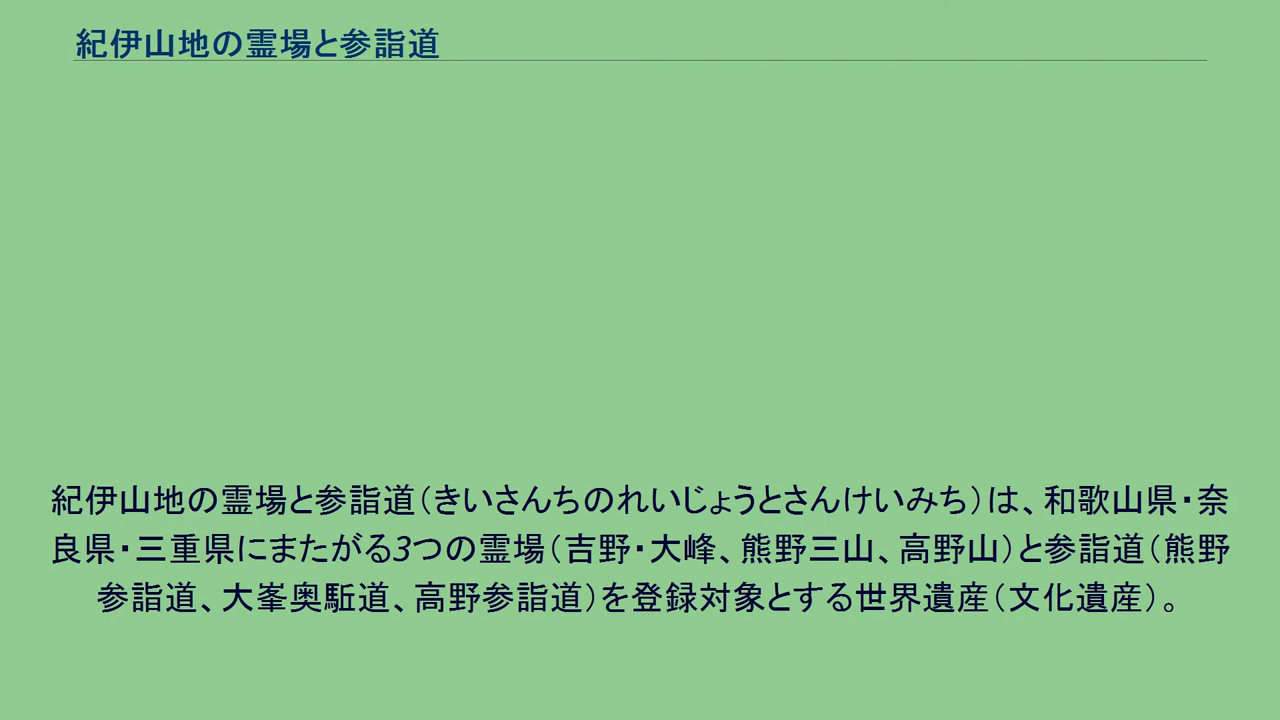 紀伊山地の霊場と参詣道
紀伊山地の霊場と参詣道（きいさんちのれいじょうとさんけいみち）は、和歌山県・奈
良県・三重県にまたがる3つの霊場（吉野・大峰、熊野三山、高野山）と参詣道（熊野
参詣道、大峯奥駈道、高野参詣道）を登録対象とする世界遺産（文化遺産）。